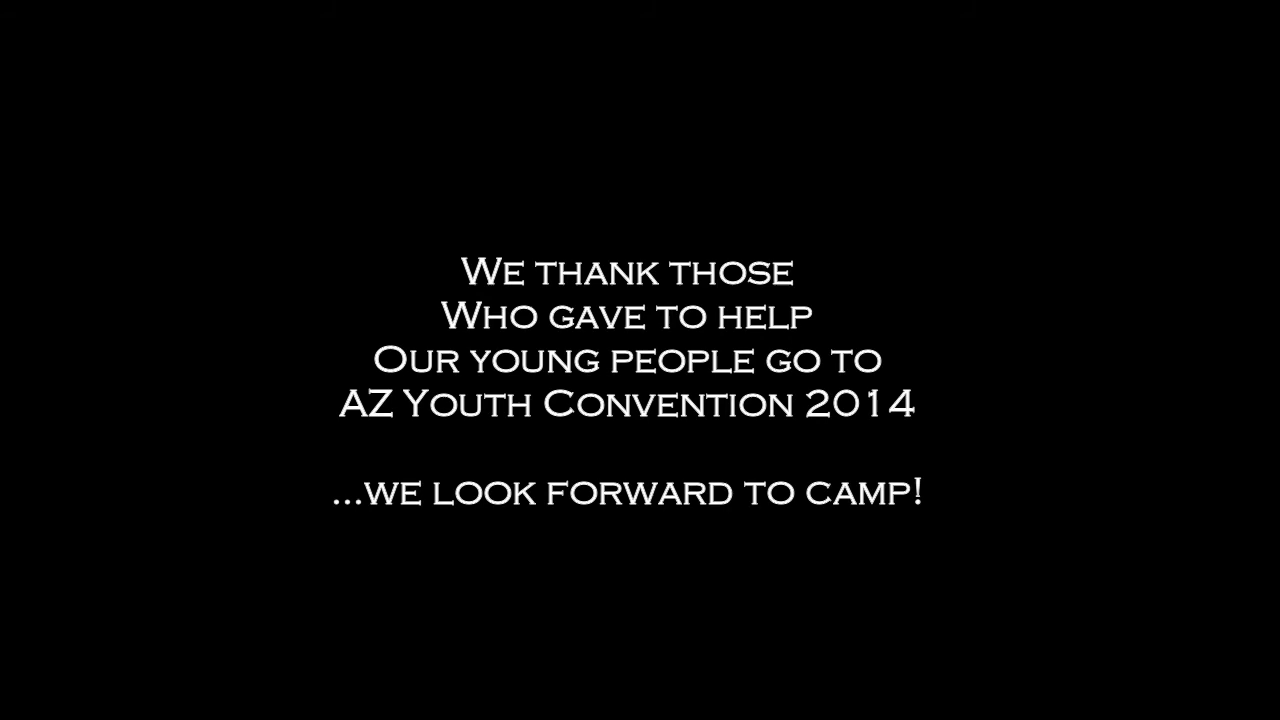 We thank those
Who gave to help
Our young people go to
AZ Youth Convention 2014
...we look forward to camp!